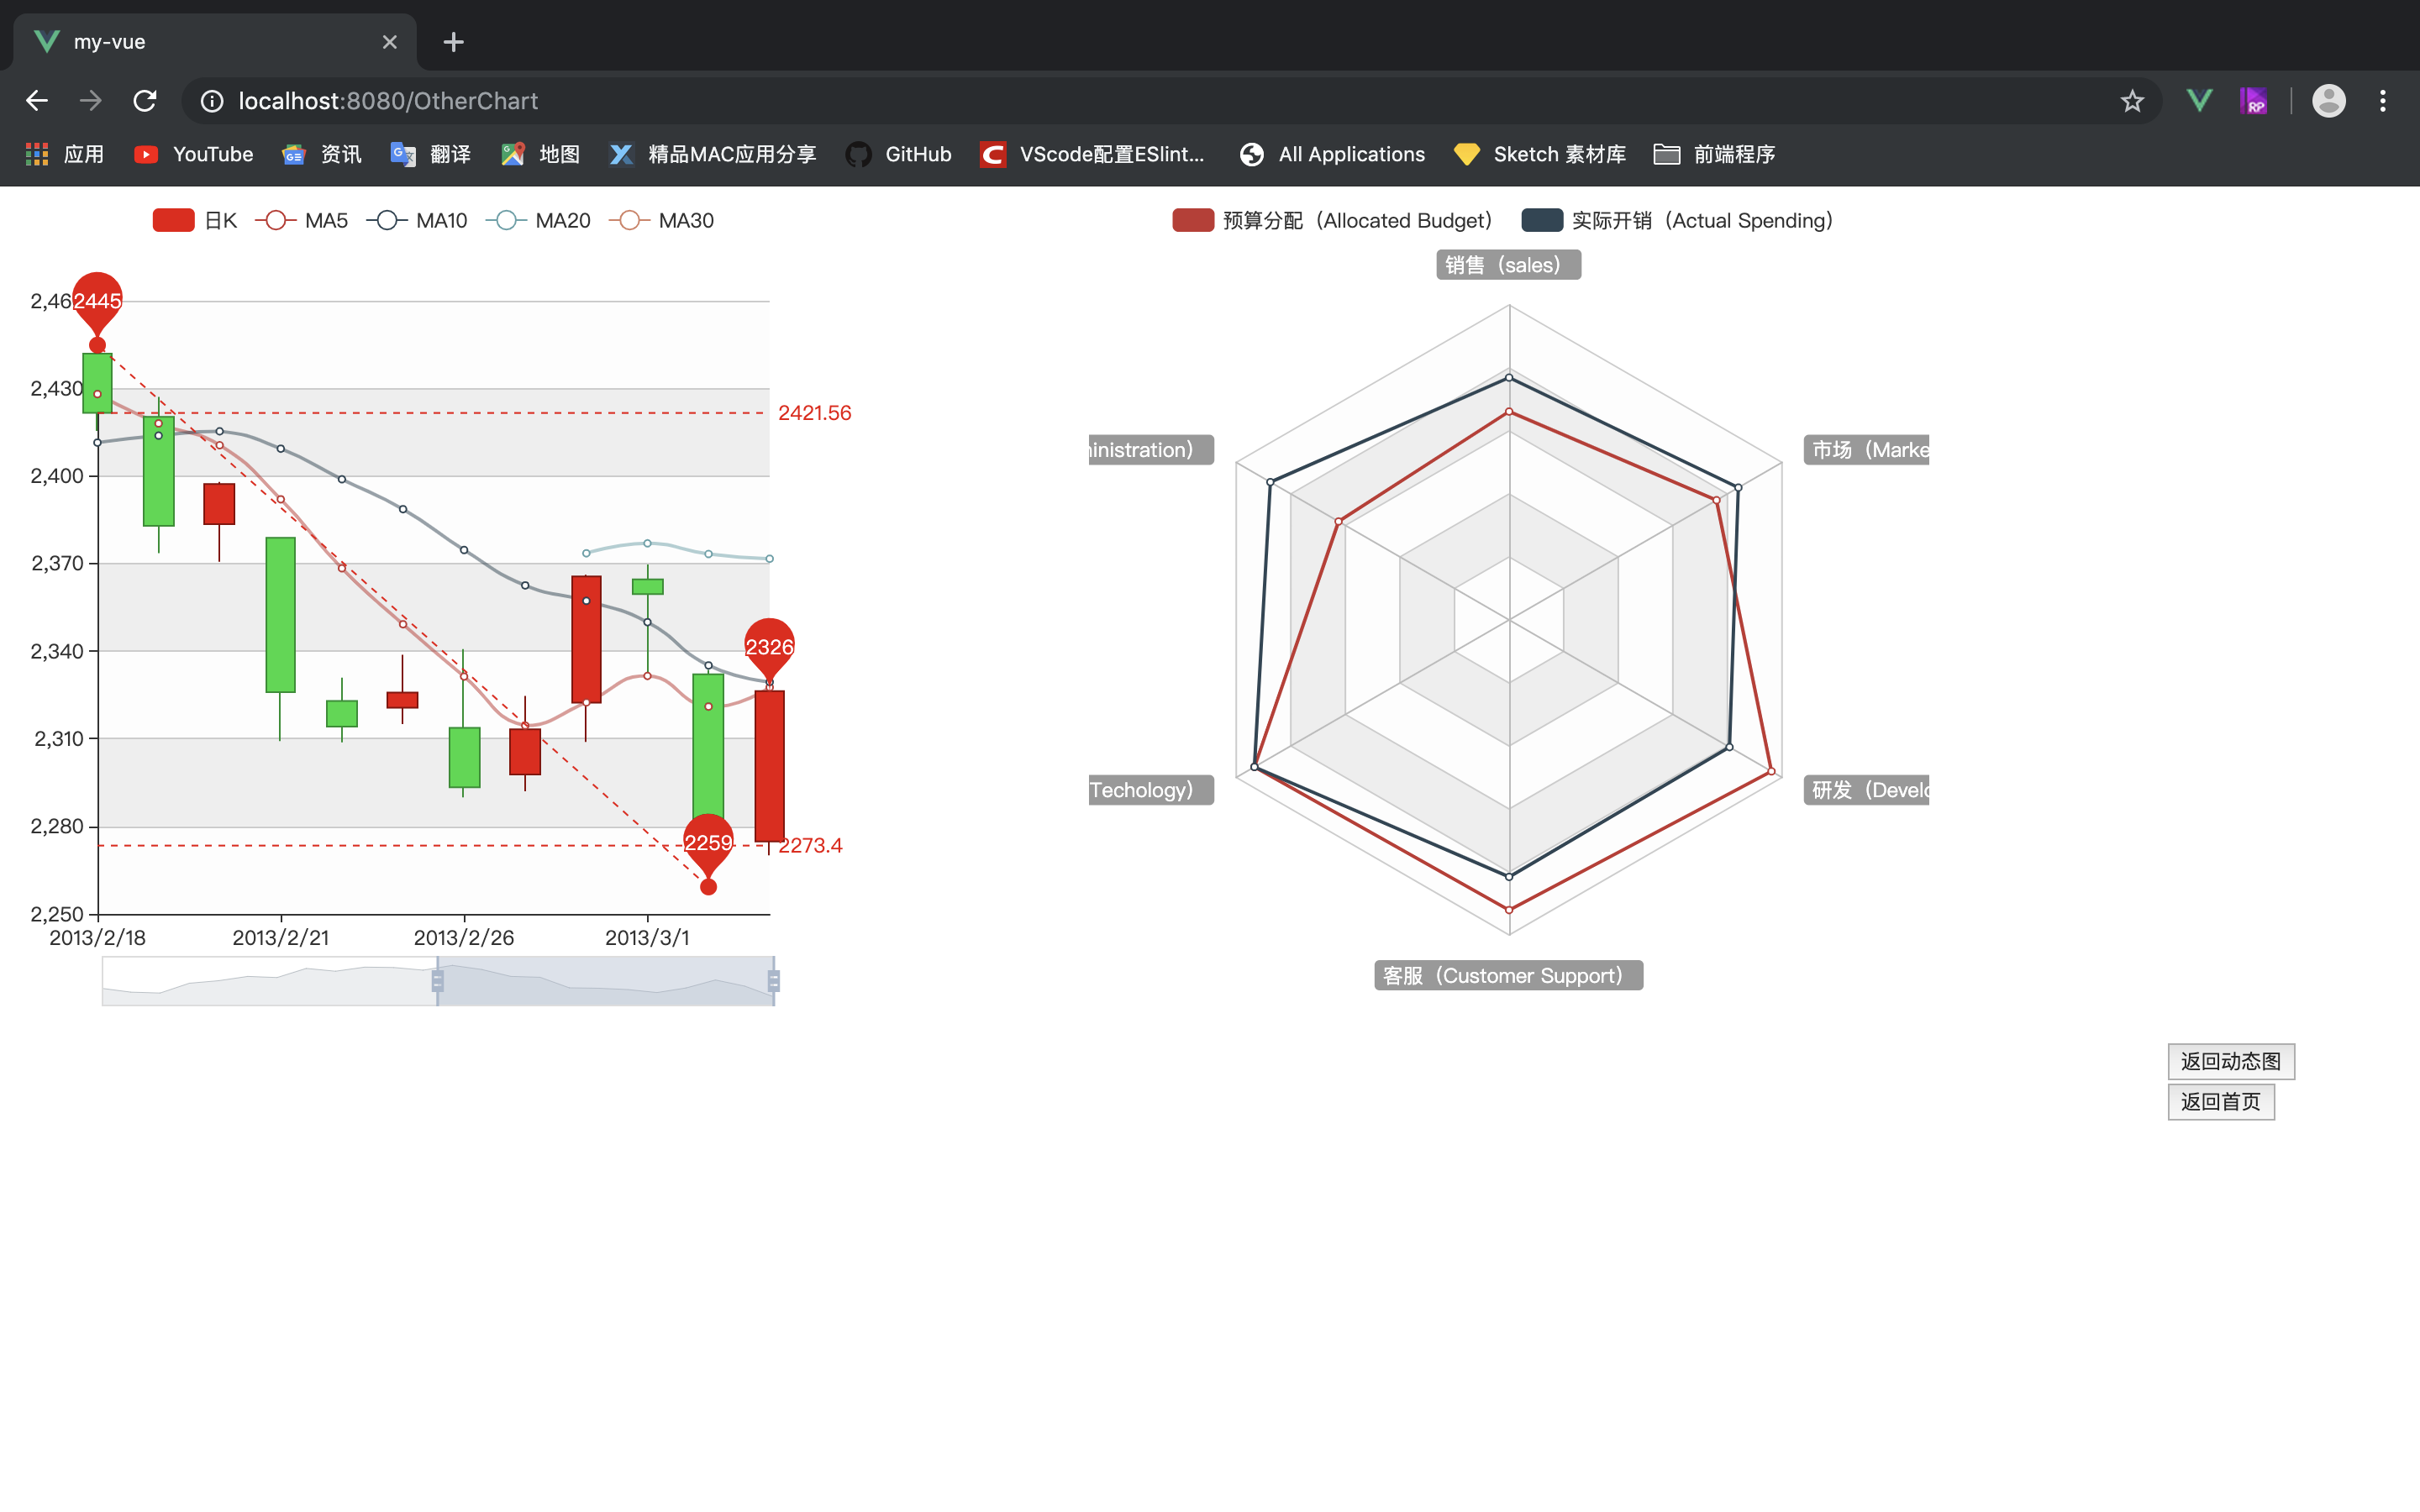 my-vue
localhost:8080/OtherChart
应用 YouTube 资讯 翻译 地图 精品MAC应用分享 GitHub VScode配置ESlint... All Applications Sketch 素材库 前端程序
日K MA5 MA10 MA20 MA30
2445
2,430
2421.56
2,400
2,370
2,340
2326
2,310
2,280
2259
2273.4
2,250
2013/2/18 2013/2/21 2013/2/26 2013/3/1
预算分配（Allocated Budget） 实际开销（Actual Spending）
销售（sales）
inistration） 市场（Marke
Techology） 研发（Develo
客服（Customer Support）
返回动态图
返回首页